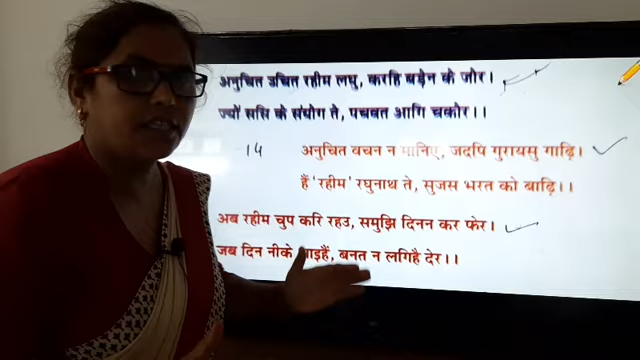 अनुचित उचित रहीम लघु, करहि बड़ेन के जोर।
ज्यों ससि के संयोग ते, पचवत आगि चकोर।।
14 अनुचित वचन न मानिए, जदपि गुरायसु गाढ़ि।
हैं 'रहीम' रघुनाथ ते, सुजस भरत को बाढ़ि।।
अब रहीम चुप करि रहउ, समुझि दिनन कर फेर।
जब दिन नीके आइहैं, बनत न लगिहै देर।।